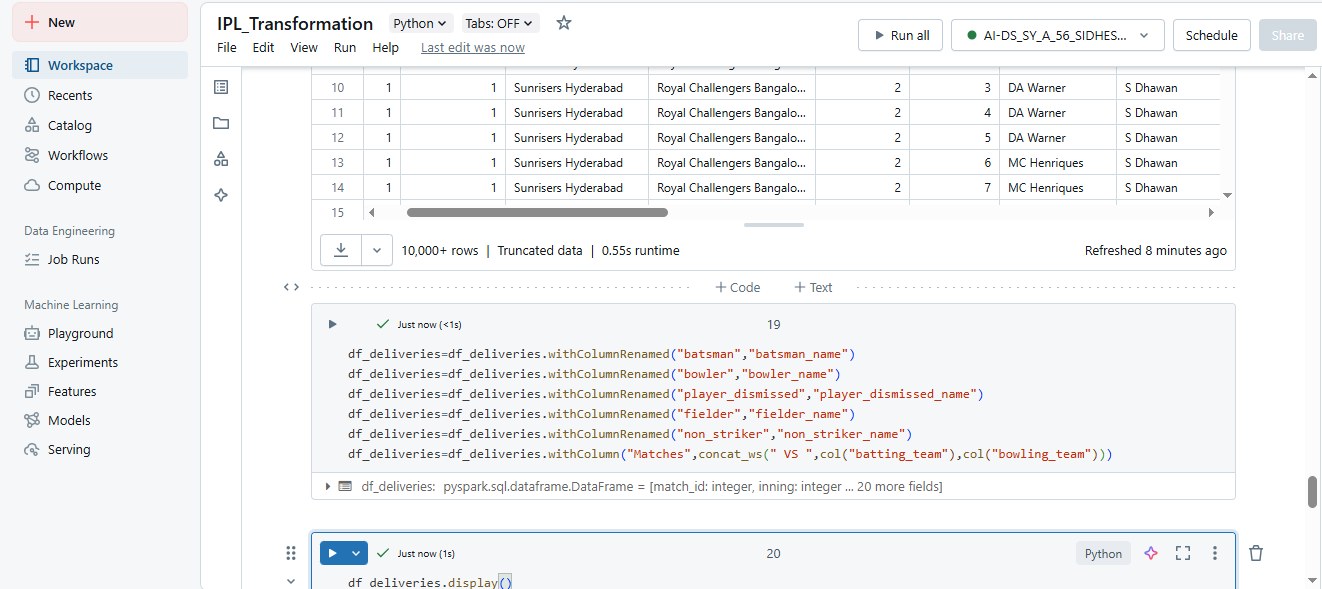 New
Workspace
Recents
Catalog
Workflows
Compute
Data Engineering
Job Runs
Machine Learning
Playground
Experiments
Features
Models
Serving
IPL_Transformation Python Tabs: OFF
File Edit View Run Help Last edit was now
Run all AI-DS_SY_A_56_SIDHES... Schedule Share
10 1 1 Sunrisers Hyderabad Royal Challengers Bangalo... 2 3 DA Warner S Dhawan
11 1 1 Sunrisers Hyderabad Royal Challengers Bangalo... 2 4 DA Warner S Dhawan
12 1 1 Sunrisers Hyderabad Royal Challengers Bangalo... 2 5 DA Warner S Dhawan
13 1 1 Sunrisers Hyderabad Royal Challengers Bangalo... 2 6 MC Henriques S Dhawan
14 1 1 Sunrisers Hyderabad Royal Challengers Bangalo... 2 7 MC Henriques S Dhawan
15
10,000+ rows | Truncated data | 0.55s runtime Refreshed 8 minutes ago
+ Code + Text
Just now (<1s) 19
df_deliveries=df_deliveries.withColumnRenamed("batsman","batsman_name")
df_deliveries=df_deliveries.withColumnRenamed("bowler","bowler_name")
df_deliveries=df_deliveries.withColumnRenamed("player_dismissed","player_dismissed_name")
df_deliveries=df_deliveries.withColumnRenamed("fielder","fielder_name")
df_deliveries=df_deliveries.withColumnRenamed("non_striker","non_striker_name")
df_deliveries=df_deliveries.withColumn("Matches",concat_ws(" VS ",col("batting_team"),col("bowling_team")))
df_deliveries: pyspark.sql.dataframe.DataFrame = [match_id: integer, inning: integer ... 20 more fields]
Just now (1s) 20 Python
df_deliveries.display()